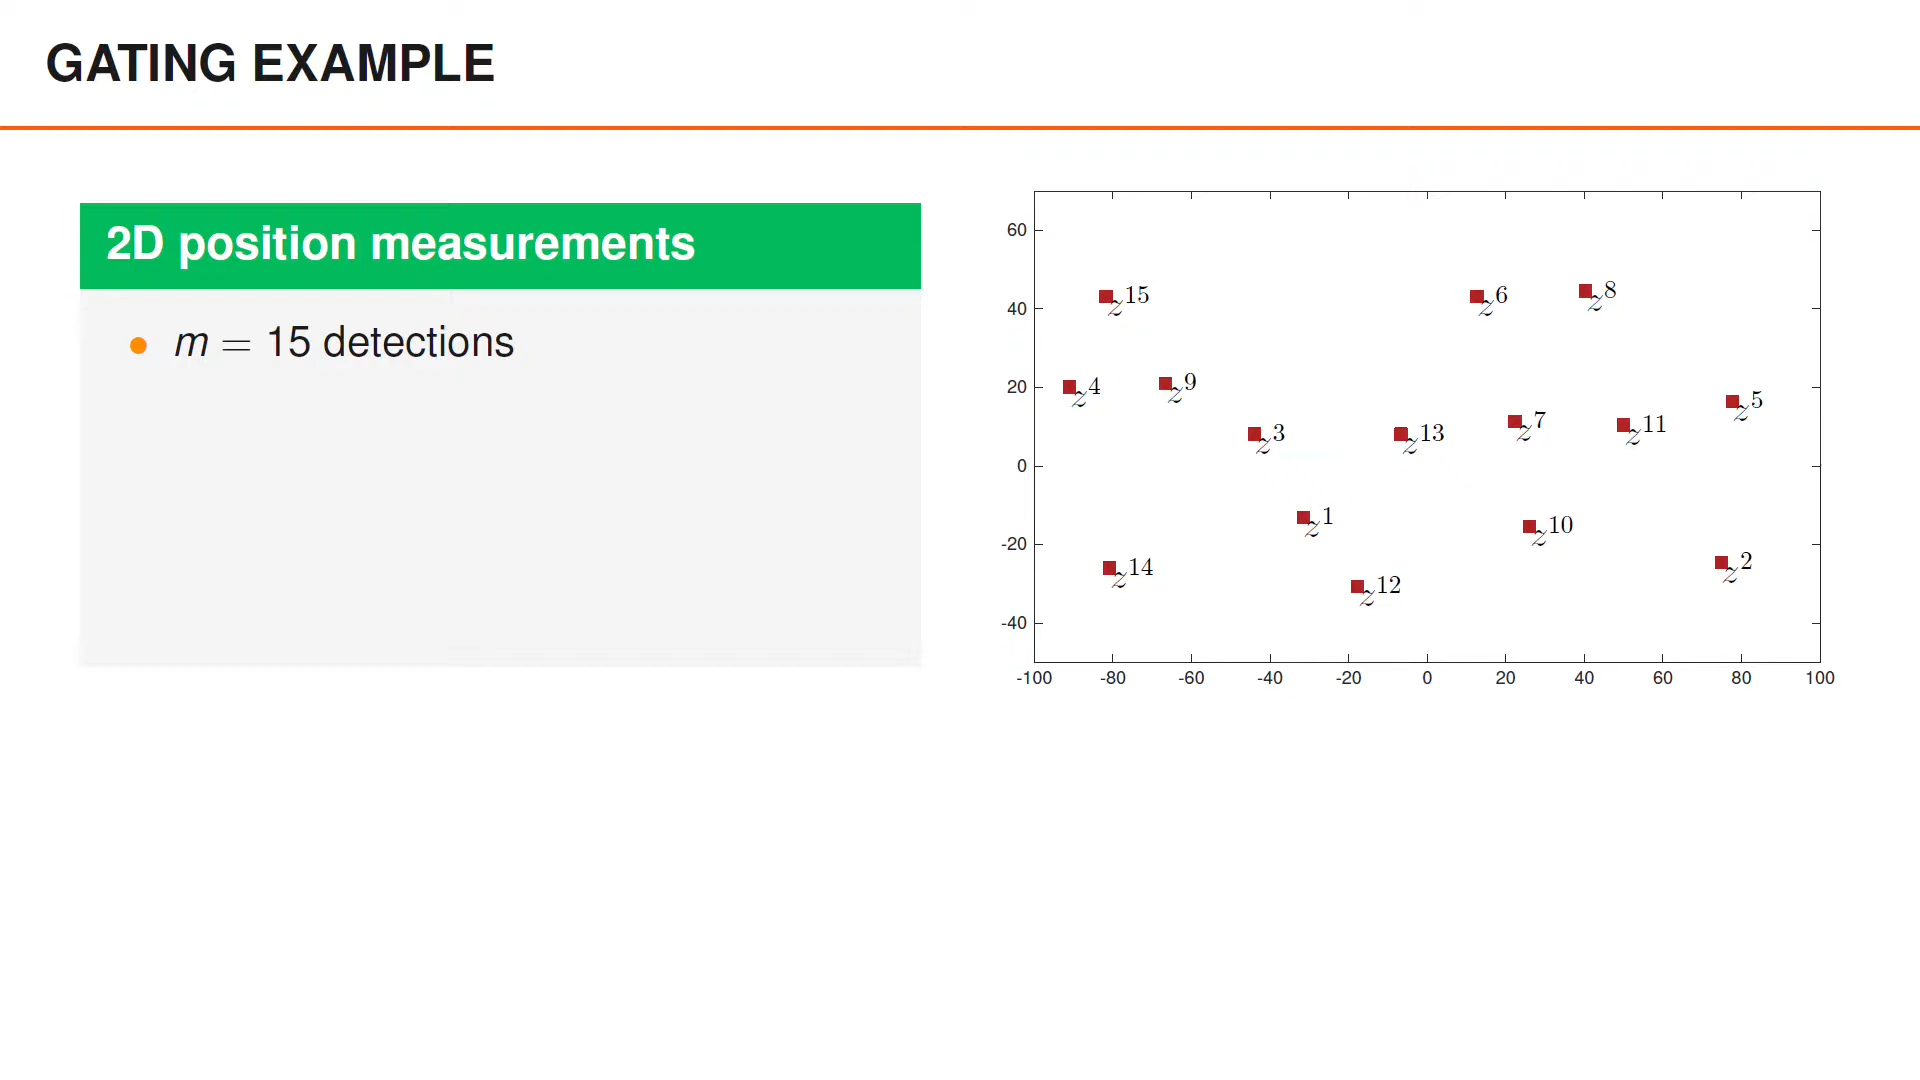 GATING EXAMPLE
2D position measurements
m = 15 detections
60
40
20
0
-20
-40
-100 -80 -60 -40 -20 0 20 40 60 80 100
z^15
z^6
z^8
z^4
z^9
z^5
z^3
z^13
z^7
z^11
z^1
z^10
z^14
z^12
z^2